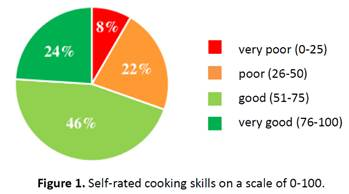 8%
22%
46%
24%
very poor (0-25)
poor (26-50)
good (51-75)
very good (76-100)
Figure 1. Self-rated cooking skills on a scale of 0-100.